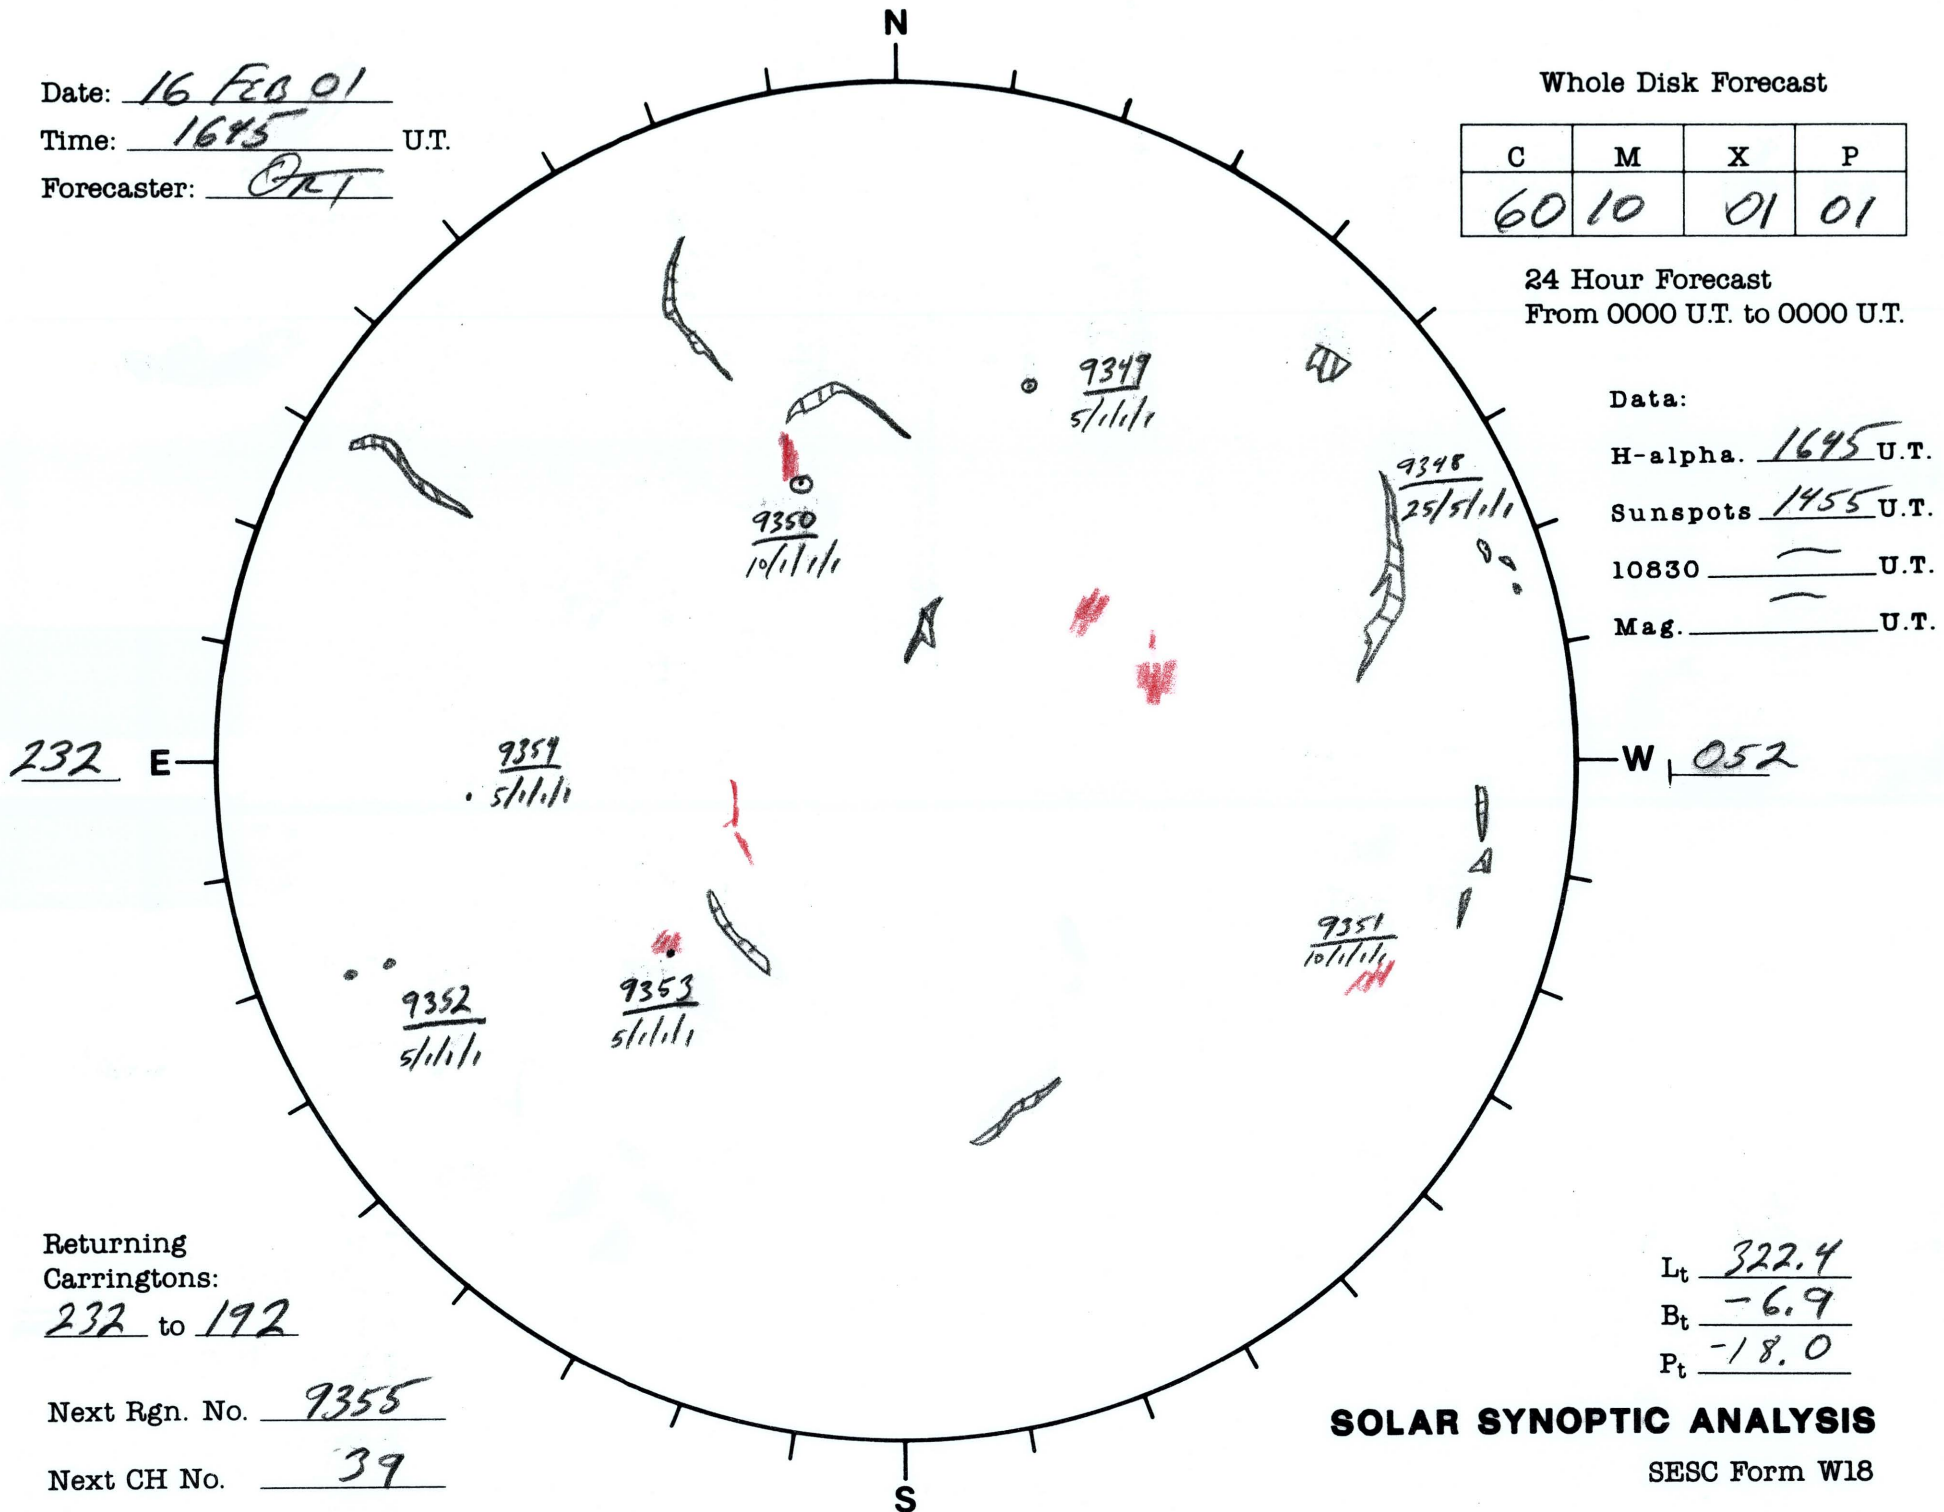 N
Date: 16 FEB 01
Time: 1645 U.T.
Forecaster:
Whole Disk Forecast
C M X P
60 10 01 01
24 Hour Forecast
From 0000 U.T. to 0000 U.T.
Data:
H-alpha. 1645 U.T.
Sunspots 1455 U.T.
10830 — U.T.
Mag. — U.T.
9349
5/1/1/1
9348
25/5/1/1
9350
10/1/1/1
232 E
W 052
9354
5/1/1/1
9351
10/1/1/1
9352
5/1/1/1
9353
5/1/1/1
Returning
Carringtons:
232 to 192
Next Rgn. No. 9355
Next CH No. 39
Lt 322.4
Bt -6.9
Pt -18.0
SOLAR SYNOPTIC ANALYSIS
SESC Form W18
S